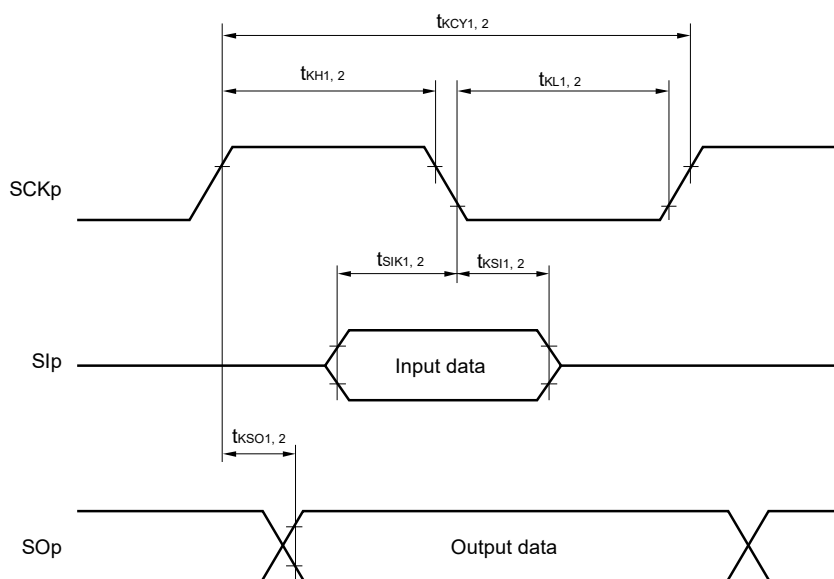 tKCY1, 2
tKH1, 2
tKL1, 2
SCKp
tSIK1, 2
tKSI1, 2
SIp
Input data
tKSO1, 2
SOp
Output data